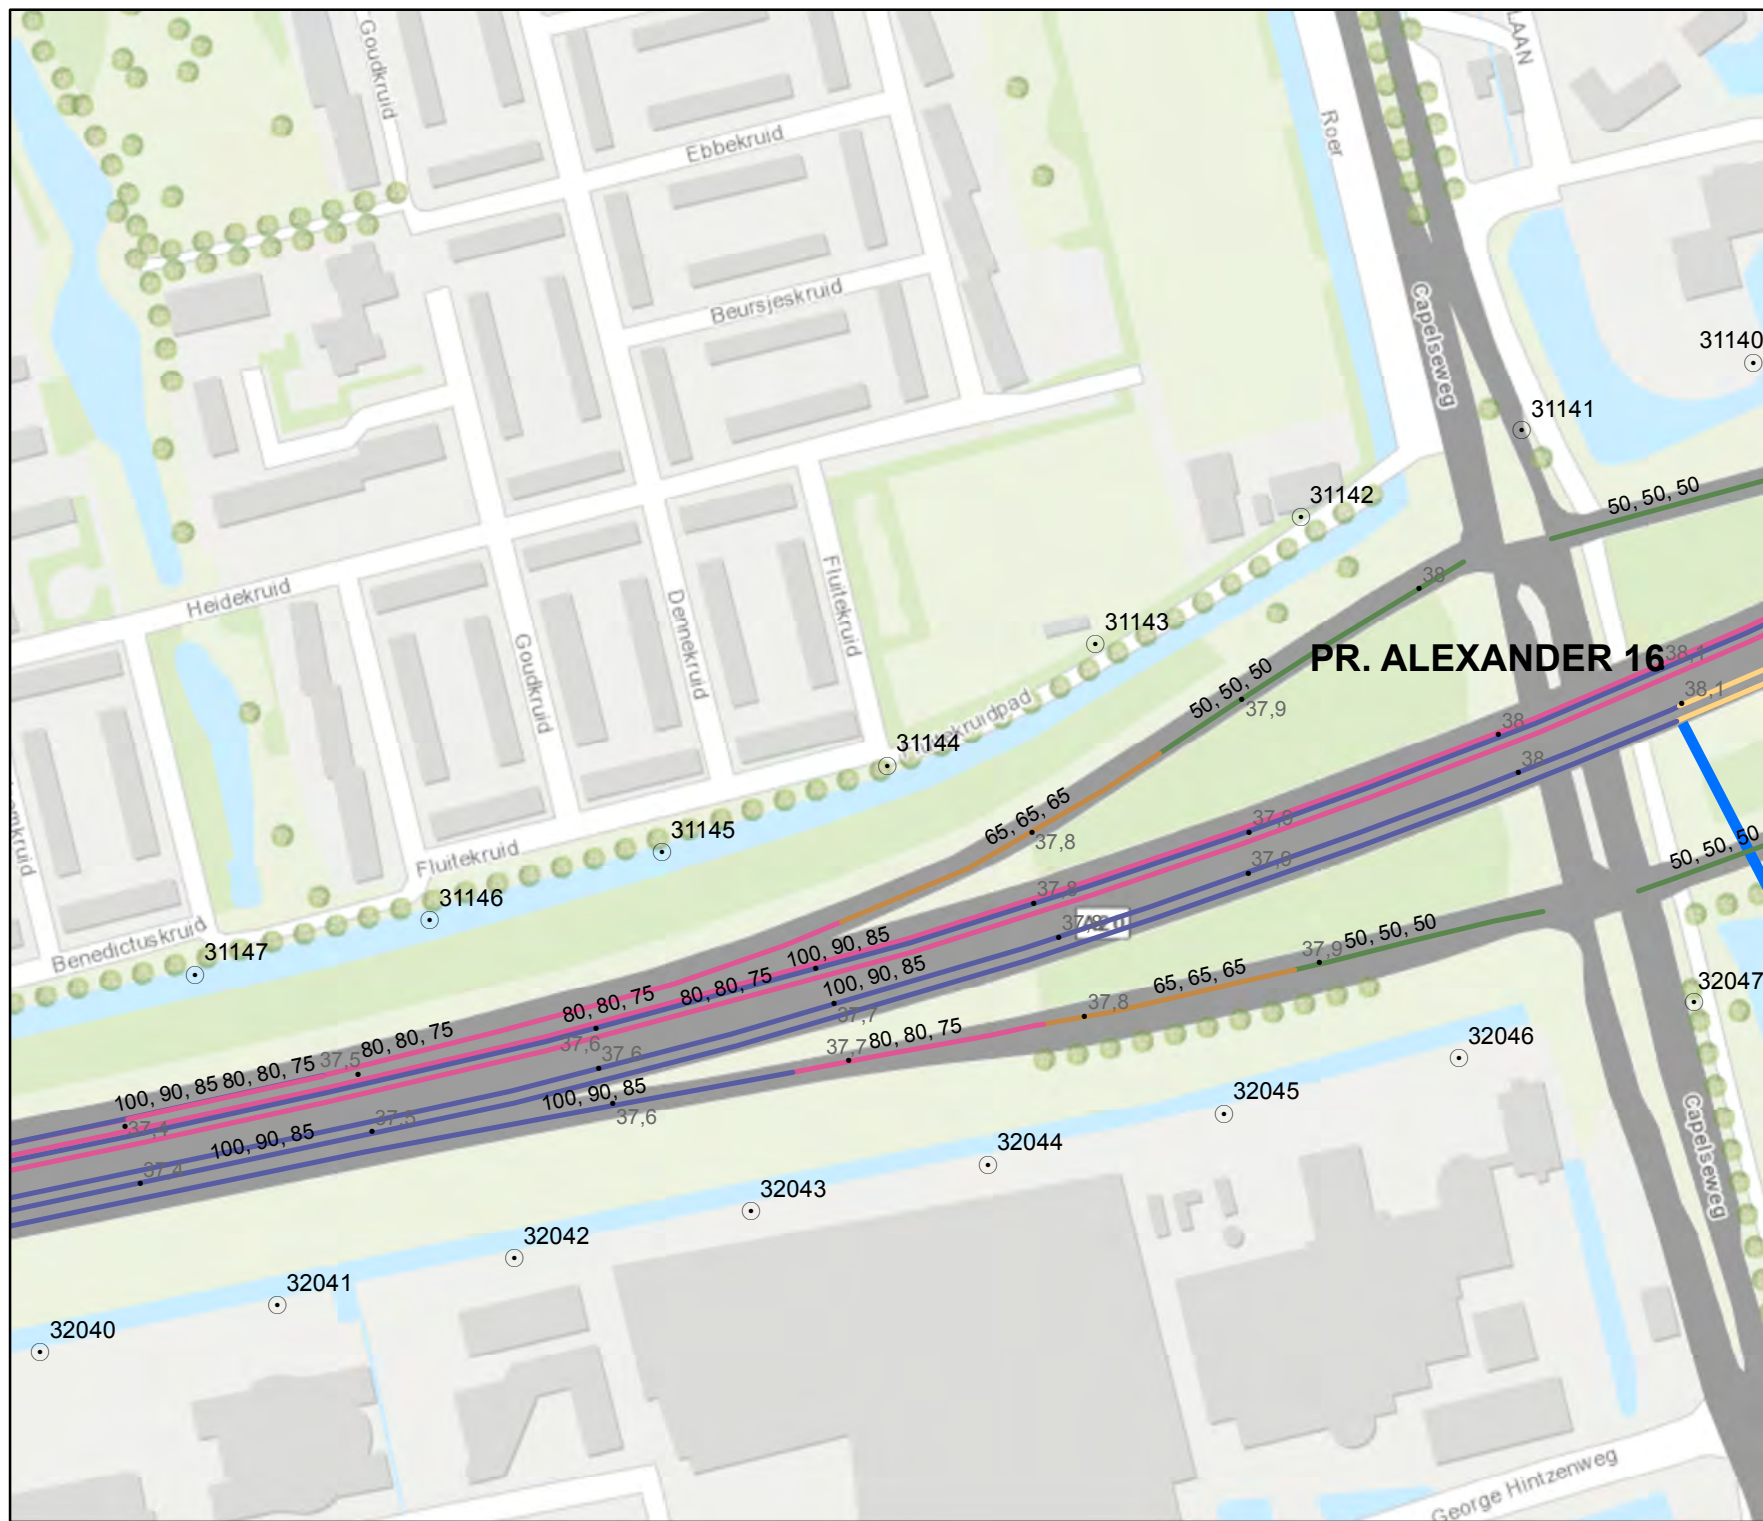 Goudkruid
LAAN
Ebbekruid
Roer
Beursjeskruid
Capelseweg
31140
31141
50, 50, 50
31142
Heidekruid
Fluitekruid
Dennekruid
Goudkruid
38
31143
PR. ALEXANDER 16
38,1
38,1
50, 50, 50
37,9
31144
38
38
65, 65, 65
37,8
31145
37,9
37,9
50, 50, 50
Fluitekruid
37,8
31146
Benedictuskruid
31147
100, 90, 85
80, 80, 75
100, 90, 85
37,9
50, 50, 50
65, 65, 65
32047
80, 80, 75
37,7
37,8
80, 80, 75
37,7
80, 80, 75
32046
37,5
37,6
37,6
80, 80, 75
100, 90, 85
100, 90, 85
37,6
32045
37,4
100, 90, 85
37,5
37,4
32044
Capelseweg
32043
32042
32041
32040
George Hintzenweg